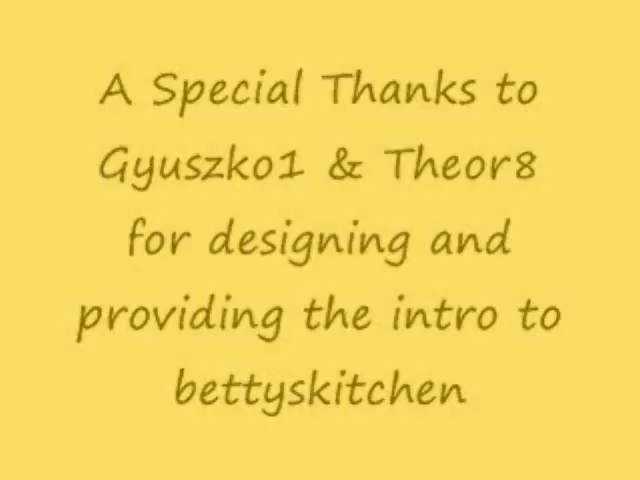 A Special Thanks to
Gyuszko1 & Theor8
for designing and
providing the intro to
bettyskitchen